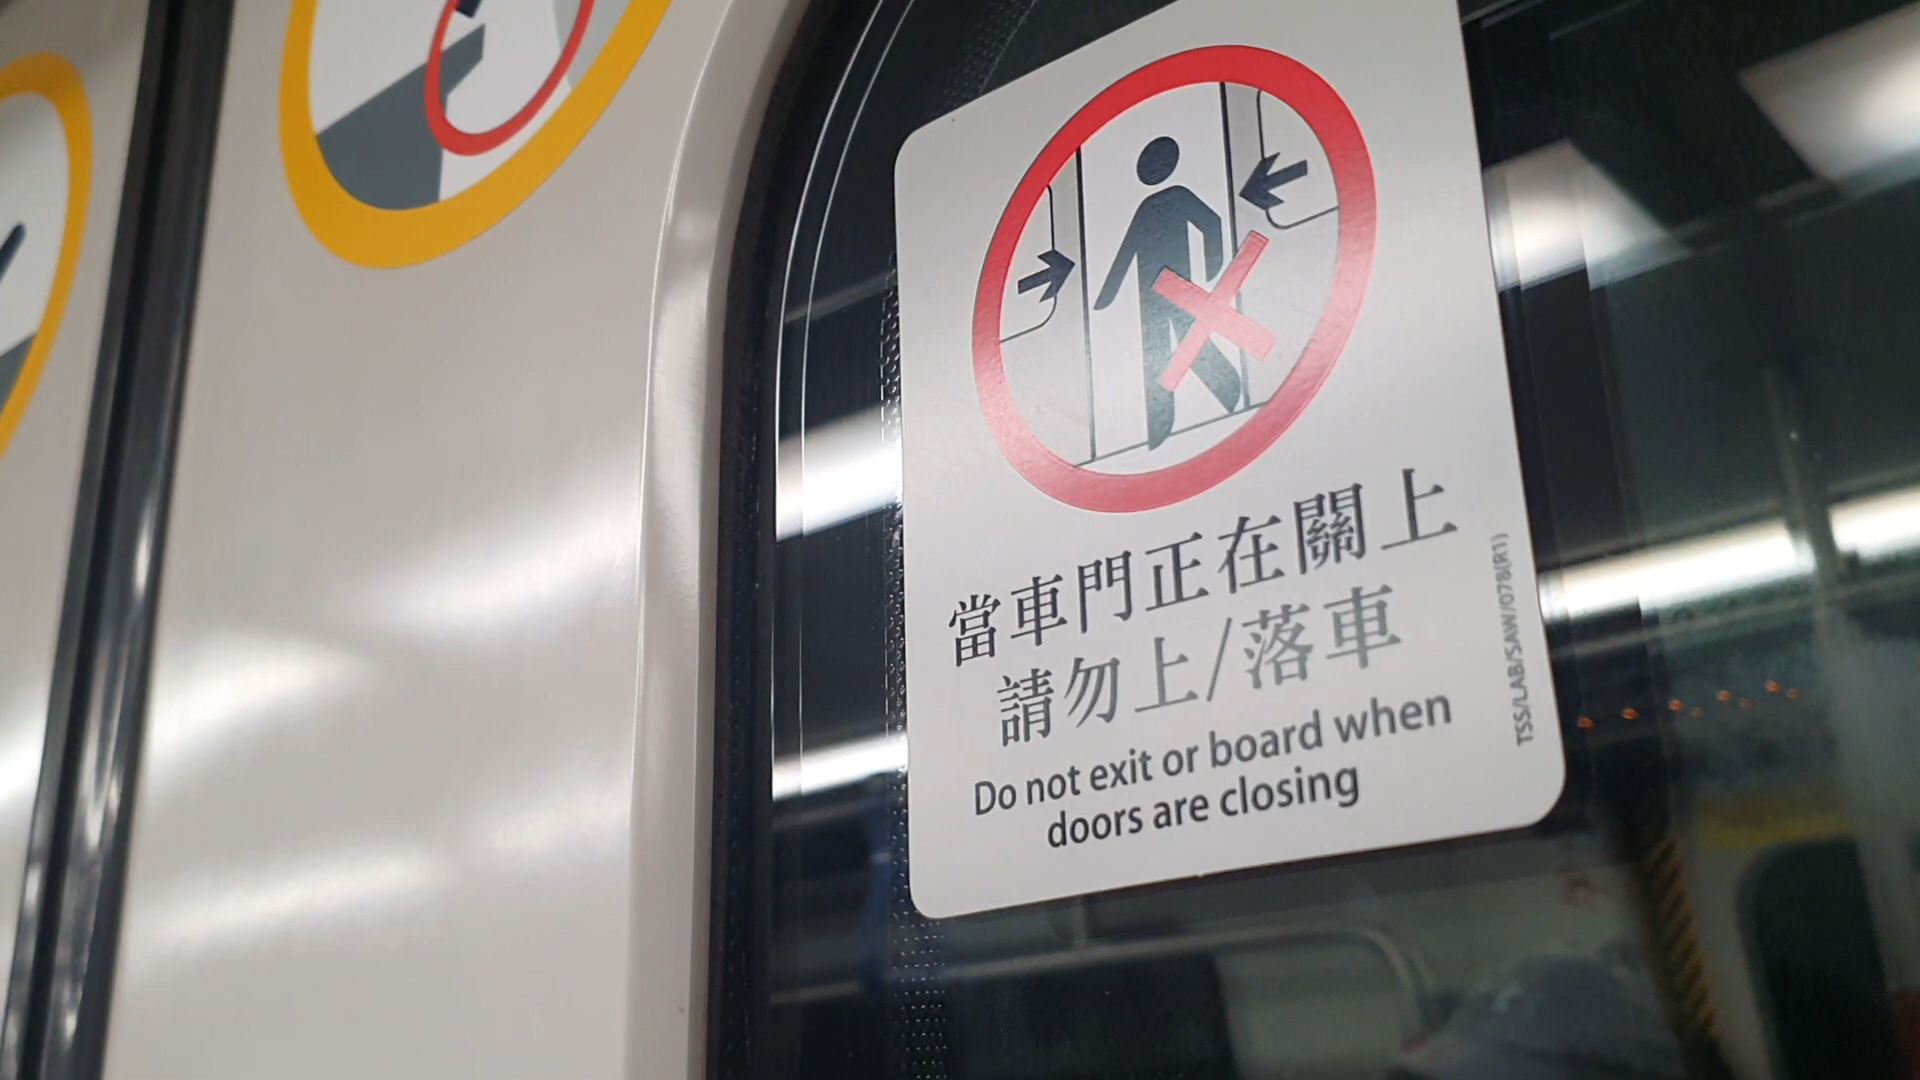 當車門正在關上
請勿上/落車
Do not exit or board when
doors are closing
TSS/LAB/SAW/078(R1)